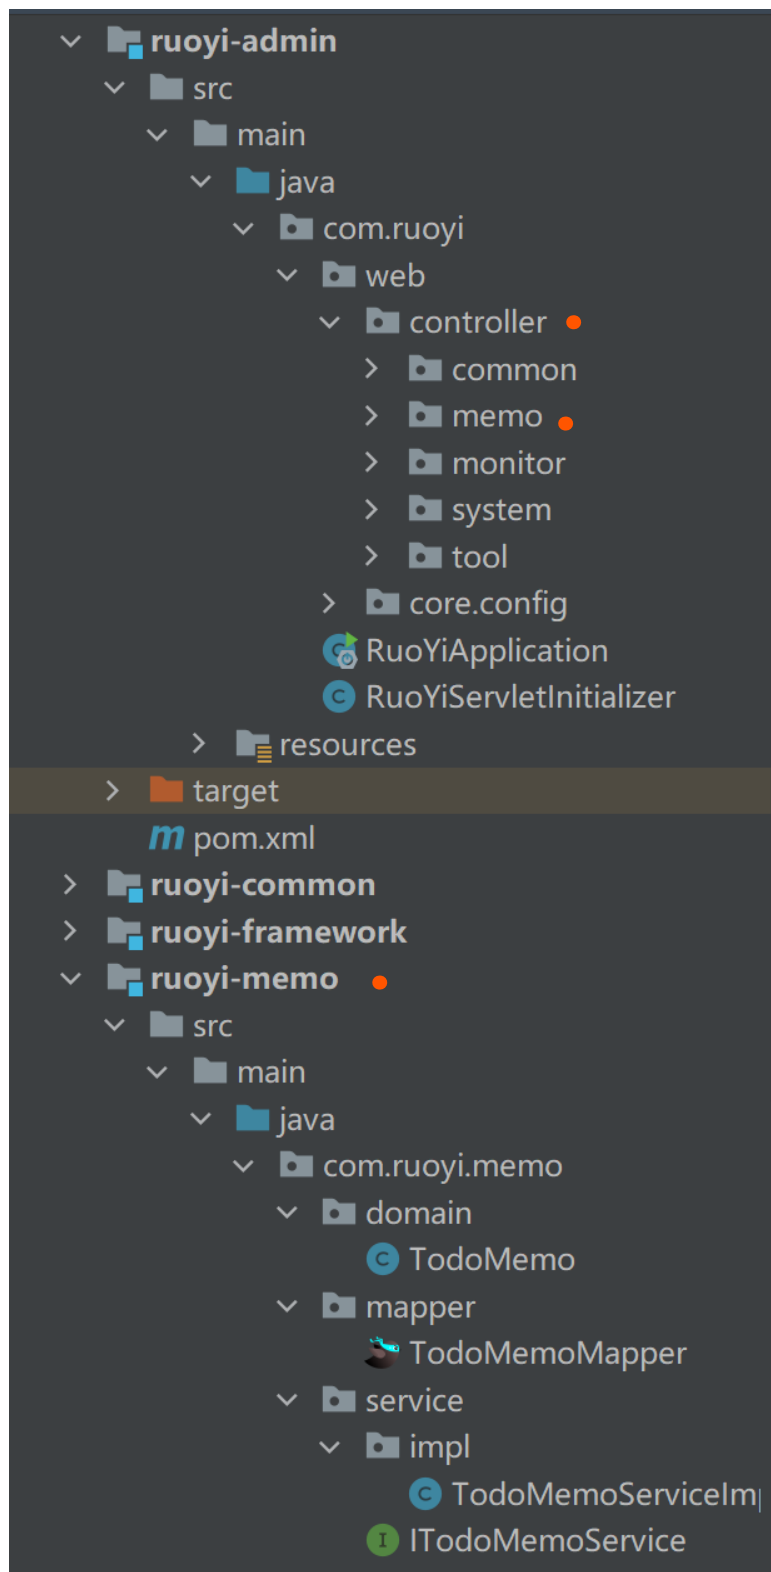 ruoyi-admin
src
main
java
com.ruoyi
web
controller
common
memo
monitor
system
tool
core.config
RuoYiApplication
RuoYiServletInitializer
resources
target
pom.xml
ruoyi-common
ruoyi-framework
ruoyi-memo
src
main
java
com.ruoyi.memo
domain
TodoMemo
mapper
TodoMemoMapper
service
impl
TodoMemoServiceImp
ITodoMemoService